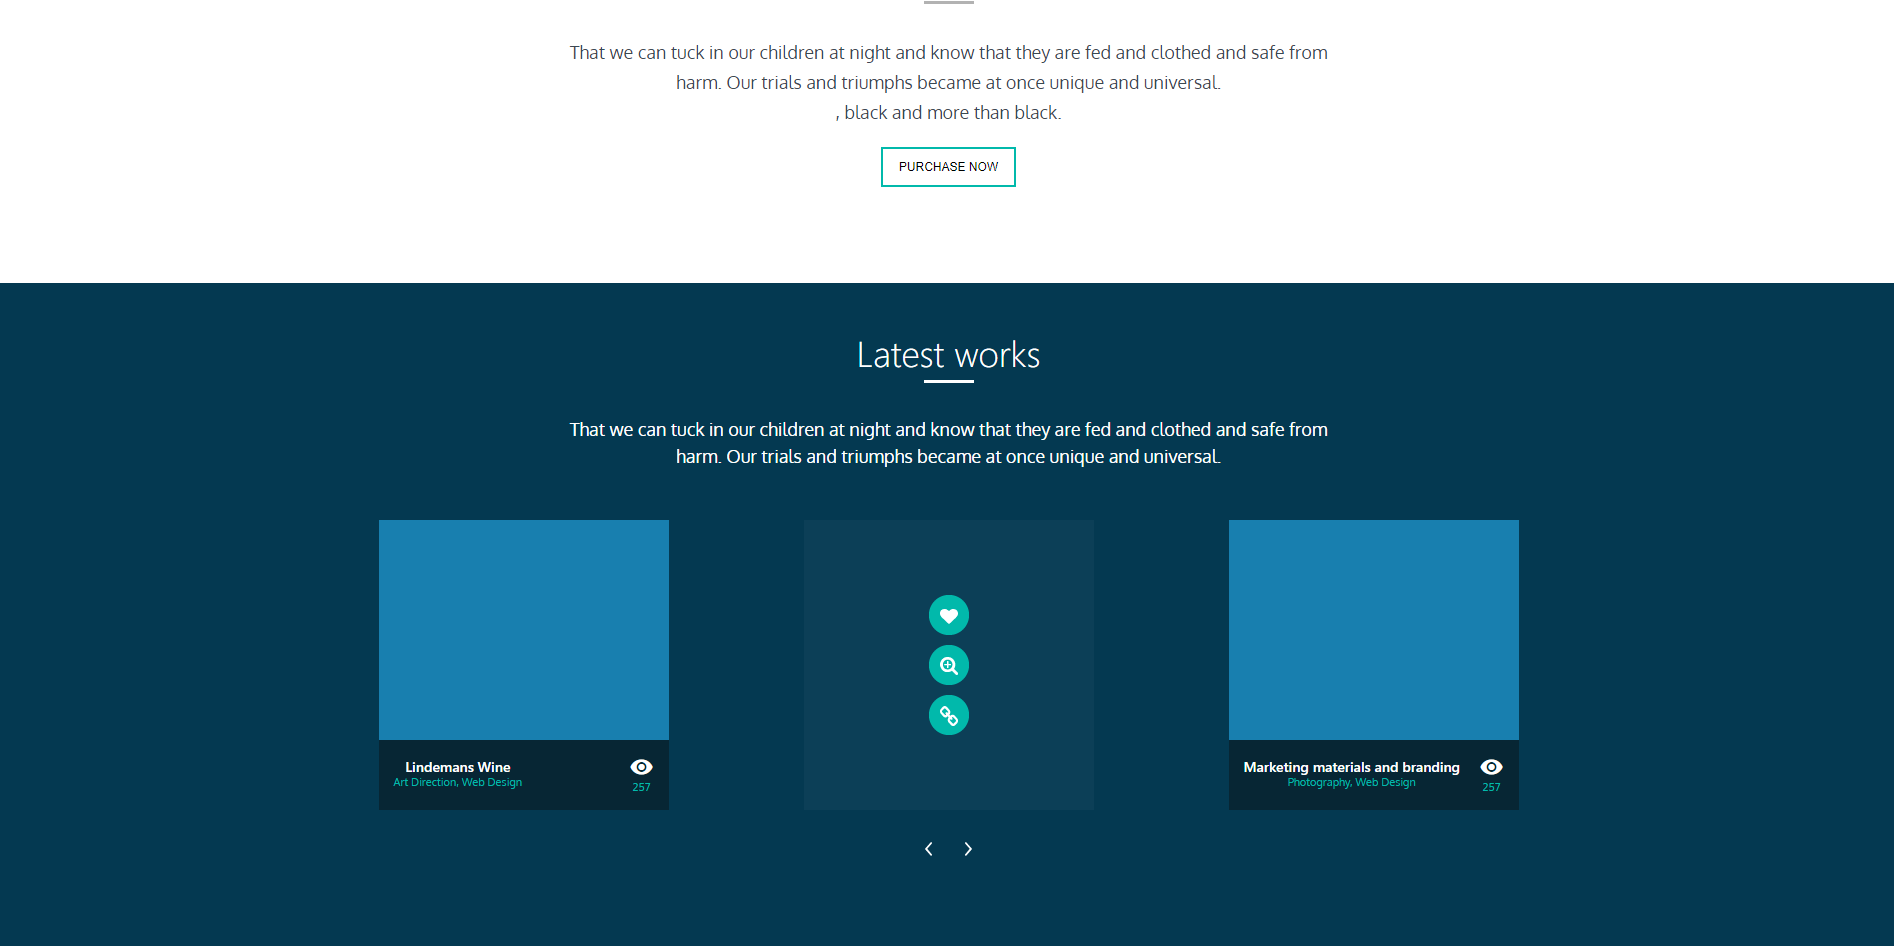 That we can tuck in our children at night and know that they are fed and clothed and safe from
harm. Our trials and triumphs became at once unique and universal.
, black and more than black.
PURCHASE NOW
Latest works
That we can tuck in our children at night and know that they are fed and clothed and safe from
harm. Our trials and triumphs became at once unique and universal.
Lindemans Wine
Art Direction, Web Design
257
Marketing materials and branding
Photography, Web Design
257